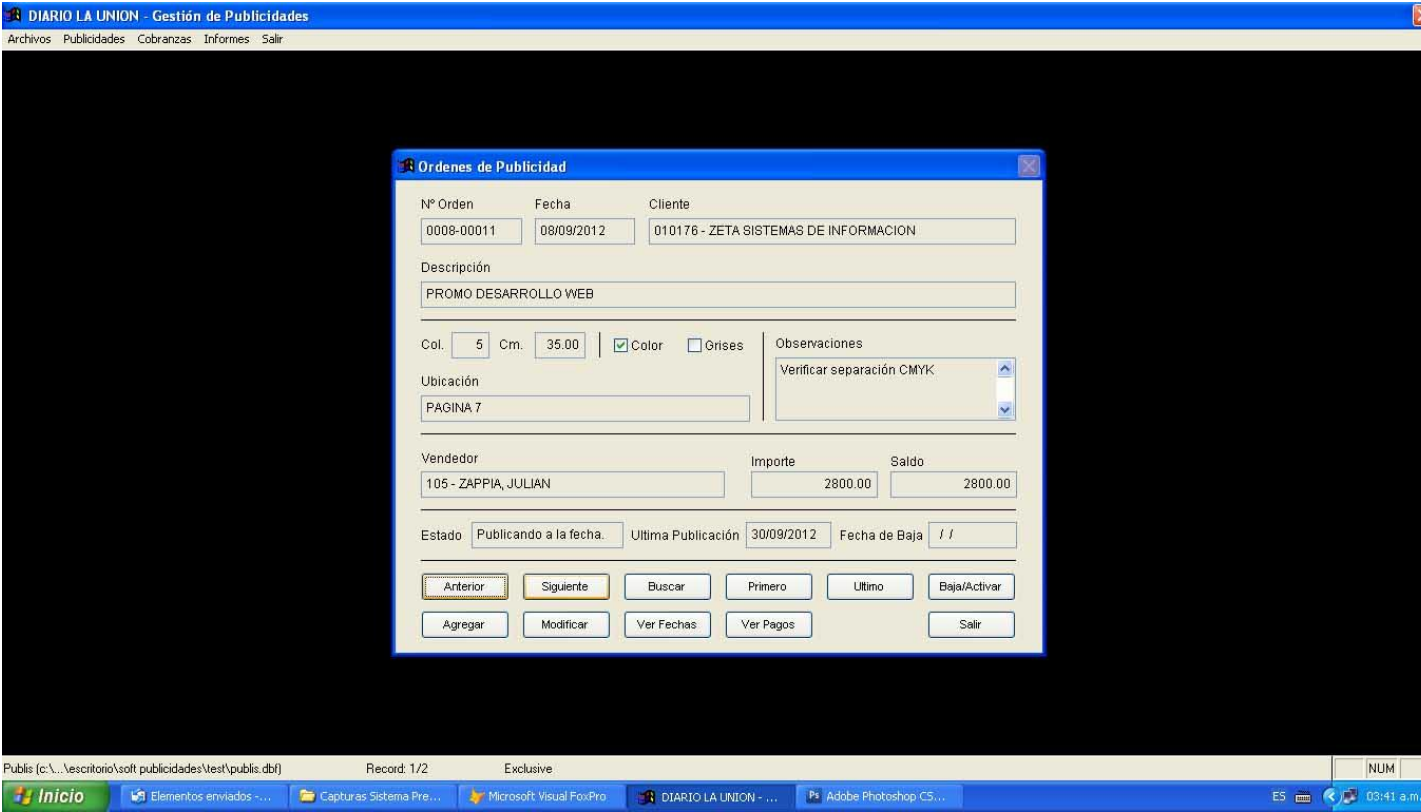 DIARIO LA UNION - Gestión de Publicidades
Archivos Publicidades Cobranzas Informes Salir
Ordenes de Publicidad
Nº Orden Fecha Cliente
0008-00011 08/09/2012 010176 - ZETA SISTEMAS DE INFORMACION
Descripción
PROMO DESARROLLO WEB
Col. 5 Cm. 35.00 Color Grises Observaciones
Verificar separación CMYK
Ubicación
PAGINA 7
Vendedor Importe Saldo
105 - ZAPPIA, JULIAN 2800.00 2800.00
Estado Publicando a la fecha. Ultima Publicación 30/09/2012 Fecha de Baja / /
Anterior Siguiente Buscar Primero Ultimo Baja/Activar
Agregar Modificar Ver Fechas Ver Pagos Salir
Publis (c:\...\escritorio\soft publicidades\test\publis.dbf) Record: 1/2 Exclusive NUM
Inicio Elementos enviados -... Capturas Sistema Pre... Microsoft Visual FoxPro DIARIO LA UNION - ... Ps Adobe Photoshop CS... ES 03:41 a.m.